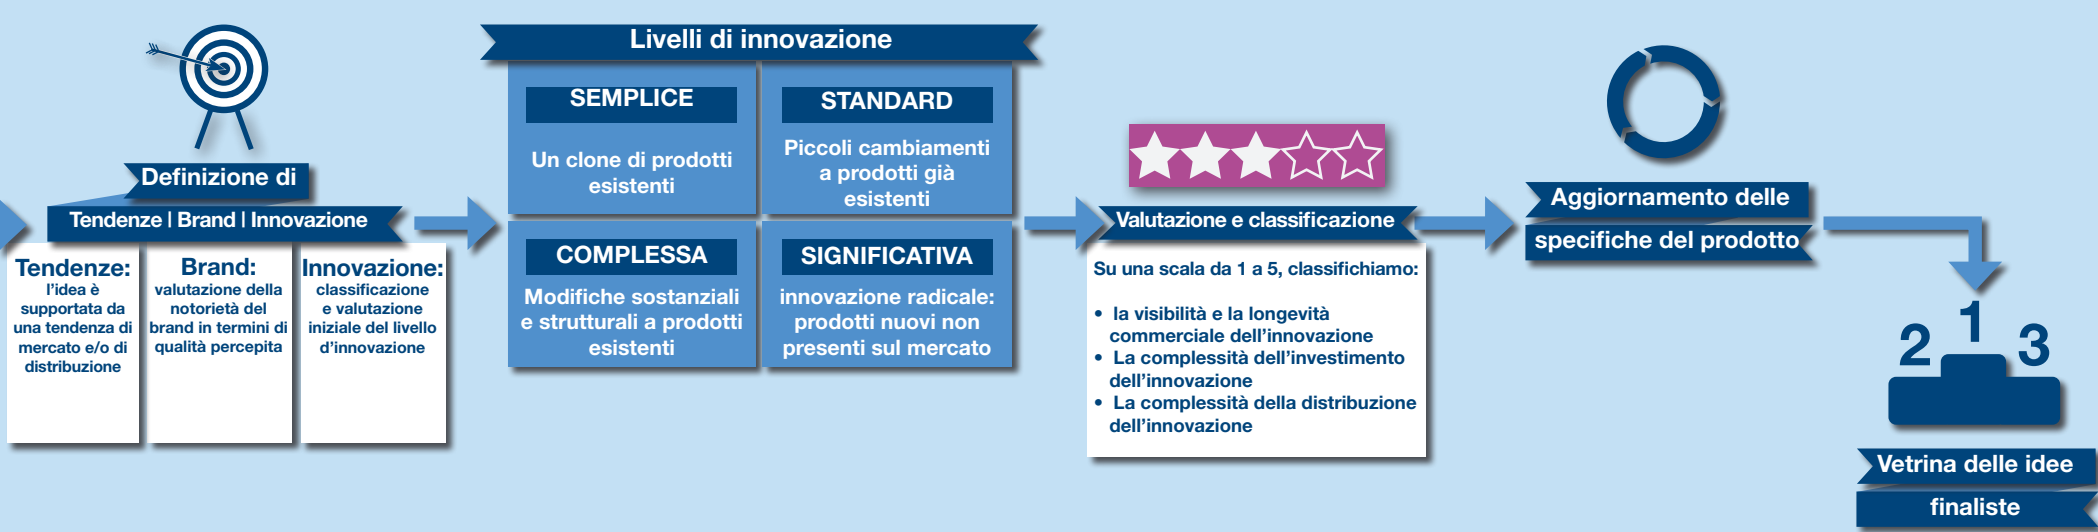 Definizione di
Tendenze | Brand | Innovazione
Tendenze:
l'idea è
supportata da
una tendenza di
mercato e/o di
distribuzione
Brand:
valutazione della
notorietà del
brand in termini di
qualità percepita
Innovazione:
classificazione
e valutazione
iniziale del livello
d'innovazione
Livelli di innovazione
SEMPLICE
Un clone di prodotti
esistenti
STANDARD
Piccoli cambiamenti
a prodotti già
esistenti
COMPLESSA
Modifiche sostanziali
e strutturali a prodotti
esistenti
SIGNIFICATIVA
innovazione radicale:
prodotti nuovi non
presenti sul mercato
Valutazione e classificazione
Su una scala da 1 a 5, classifichiamo:
• la visibilità e la longevità
commerciale dell'innovazione
• La complessità dell'investimento
dell'innovazione
• La complessità della distribuzione
dell'innovazione
Aggiornamento delle
specifiche del prodotto
2 1 3
Vetrina delle idee
finaliste